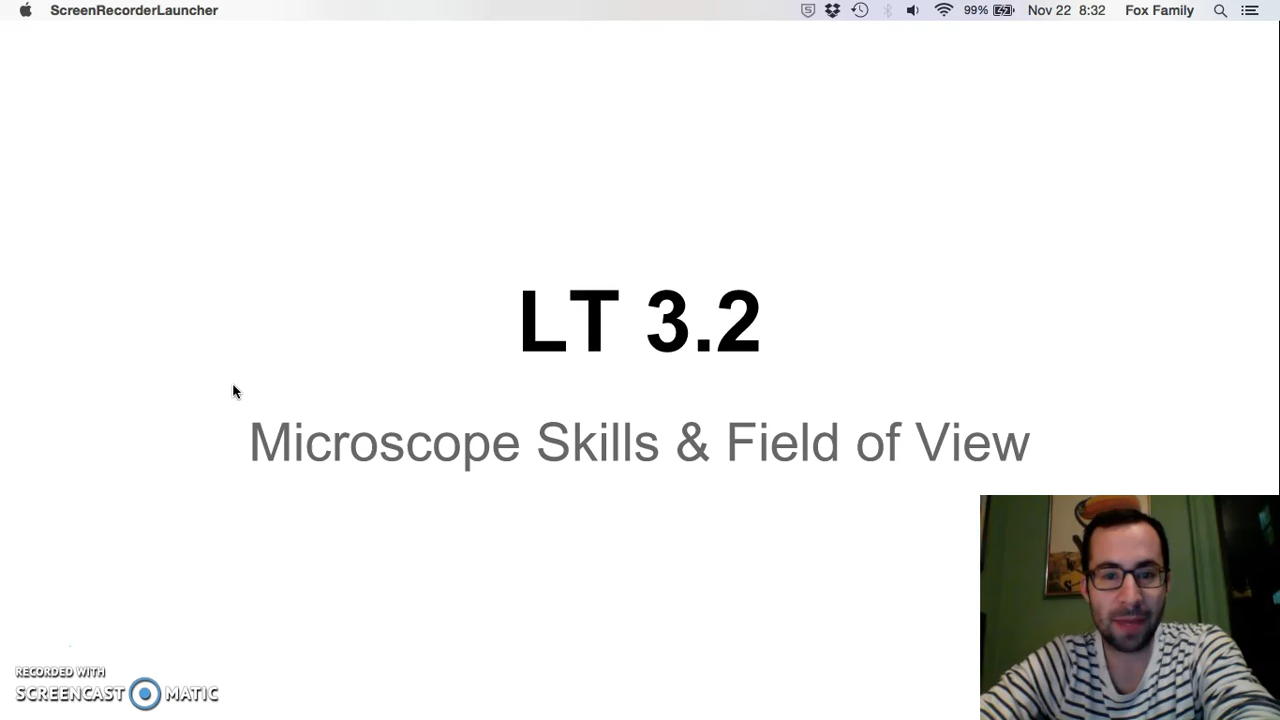 ScreenRecorderLauncher
99%
Nov 22 8:32
Fox Family
LT 3.2
Microscope Skills & Field of View
RECORDED WITH
SCREENCAST MATIC